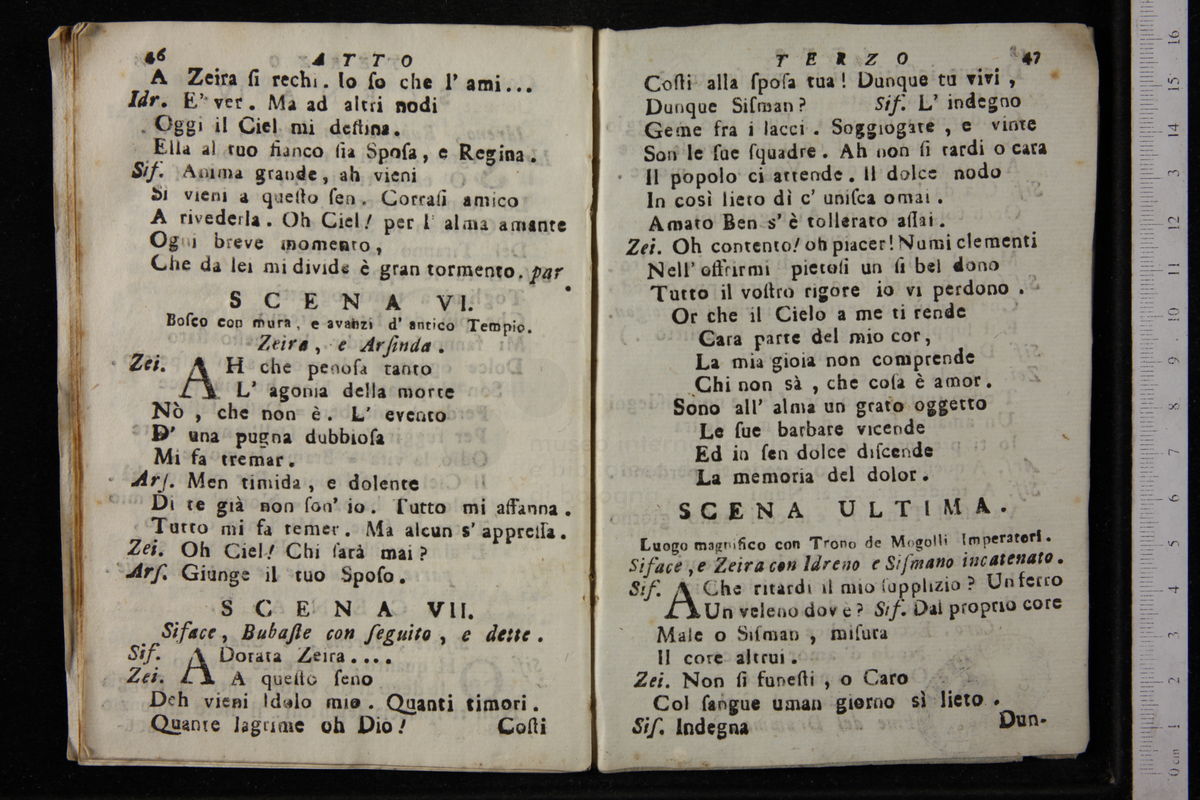 46 ATTO
A Zeira ſi rechi. Io ſo che l' ami...
Idr. E' ver. Ma ad altri nodi
Oggi il Ciel mi deſtina.
Ella al tuo fianco ſia Spoſa, e Regina.
Sif. Anima grande, ah vieni
Si vieni a queſto ſen. Corraſi amico
A rivederla. Oh Ciel! per l' alma amante
Ogni breve momento,
Che da lei mi divide è gran tormento. par
SCENA VI.
Boſco con mura, e avanzi d' antico Tempio.
Zeira, e Arſinda.
Zei. AH che penoſa tanto
L' agonia della morte
Nò, che non è. L' evento
D' una pugna dubbioſa
Mi fa tremar.
Arſ. Men timida, e dolente
Di te già non ſon' io. Tutto mi affanna.
Tutto mi fa temer. Ma alcun s' appreſſa.
Zei. Oh Ciel! Chi ſarà mai?
Arſ. Giunge il tuo Spoſo.
SCENA VII.
Siface, Bubaſte con ſeguito, e dette.
Sif. ADorata Zeira....
Zei. A queſto ſeno
Deh vieni Idolo mio. Quanti timori.
Quante lagrime oh Dio! Coſti
TERZO 47
Coſti alla ſpoſa tua! Dunque tu vivi,
Dunque Siſman? Sif. L' indegno
Geme fra i lacci. Soggiogate, e vinte
Son le ſue ſquadre. Ah non ſi tardi o cara
Il popolo ci attende. Il dolce nodo
In così lieto dì c' uniſca omai.
Amato Ben s' è tollerato aſſai.
Zei. Oh contento! oh piacer! Numi clementi
Nell' offrirmi pietoſi un ſi bel dono
Tutto il voſtro rigore io vi perdono.
Or che il Cielo a me ti rende
Cara parte del mio cor,
La mia gioia non comprende
Chi non sà, che coſa è amor.
Sono all' alma un grato oggetto
Le ſue barbare vicende
Ed in ſen dolce diſcende
La memoria del dolor.
SCENA ULTIMA.
Luogo magnifico con Trono de Mogolli Imperatori.
Siface, e Zeira con Idreno e Siſmano incatenato.
Siſ. AChe ritardi il mio ſupplizio? Un ferro
Un veleno dov'è? Sif. Dal proprio core
Male o Siſman, miſura
Il core altrui.
Zei. Non ſi funeſti, o Caro
Col ſangue uman giorno sì lieto.
Siſ. Indegna Dun-